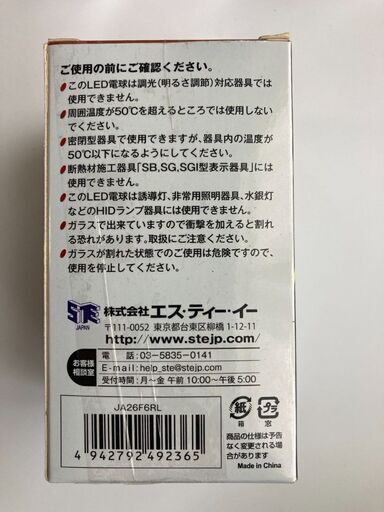 ご使用の前にご確認ください。
●このLED電球は調光(明るさ調節)対応器具では
使用できません。
●周囲温度が50℃を超えるところでは使用しない
でください。
●密閉型器具で使用できますが、器具内の温度が
50℃以下になるようにしてください。
●断熱材施工器具「SB,SG,SGI型表示器具」には
使用できません。
●このLED電球は誘導灯、非常用照明器具、水銀灯
などのHIDランプ器具には使用できません。
●ガラスで出来ていますので衝撃を加えると割れ
る恐れがあります。取扱にご注意ください。
●ガラスが割れた状態でのご使用は危険ですので、
使用を停止してください。
STE
JAPAN
株式会社 エス・ティー・イー
〒111-0052 東京都台東区柳橋 1-12-11
http://www.stejp.com/
お客様
相談室
電話:03-5835-0141
E-mail:help_ste@stejp.com
受付時間:月〜金 午前 10:00〜午後 5:00
JA26F6RL
4 942792 492365
紙
箱
プラ
窓
商品の仕様は予告
なく変更される場
合があります。
Made in China